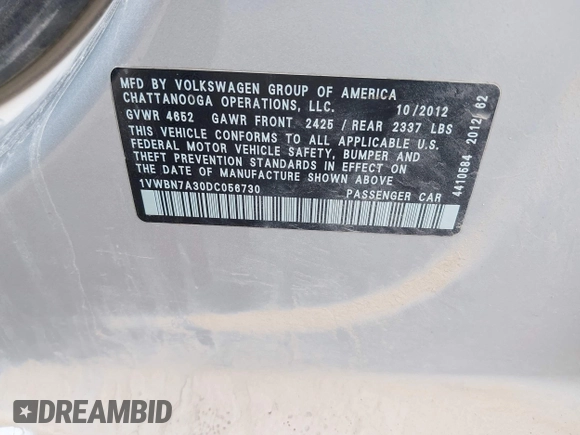 MFD BY VOLKSWAGEN GROUP OF AMERICA
CHATTANOOGA OPERATIONS, LLC. 10/2012
GVWR 4652 GAWR FRONT 2425 / REAR 2337 LBS
THIS VEHICLE CONFORMS TO ALL APPLICABLE U.S.
FEDERAL MOTOR VEHICLE SAFETY, BUMPER AND
THEFT PREVENTION STANDARDS IN EFFECT ON
THE DATE OF MANUFACTURE SHOWN ABOVE
1VWBN7A30DC056730 PASSENGER CAR
4410584 2012 62
DREAMBID